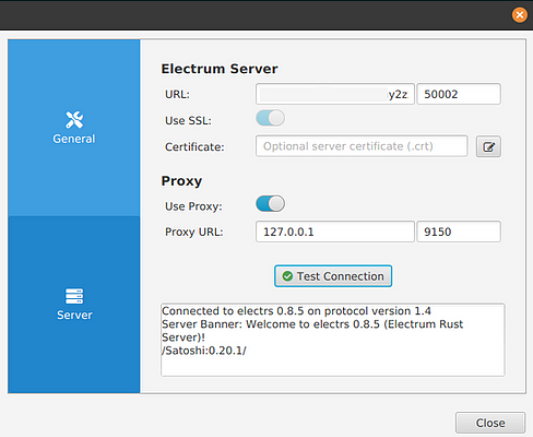 General
Server
Electrum Server
URL: y2z 50002
Use SSL:
Certificate: Optional server certificate (.crt)
Proxy
Use Proxy:
Proxy URL: 127.0.0.1 9150
Test Connection
Connected to electrs 0.8.5 on protocol version 1.4
Server Banner: Welcome to electrs 0.8.5 (Electrum Rust
Server)!
/Satoshi:0.20.1/
Close